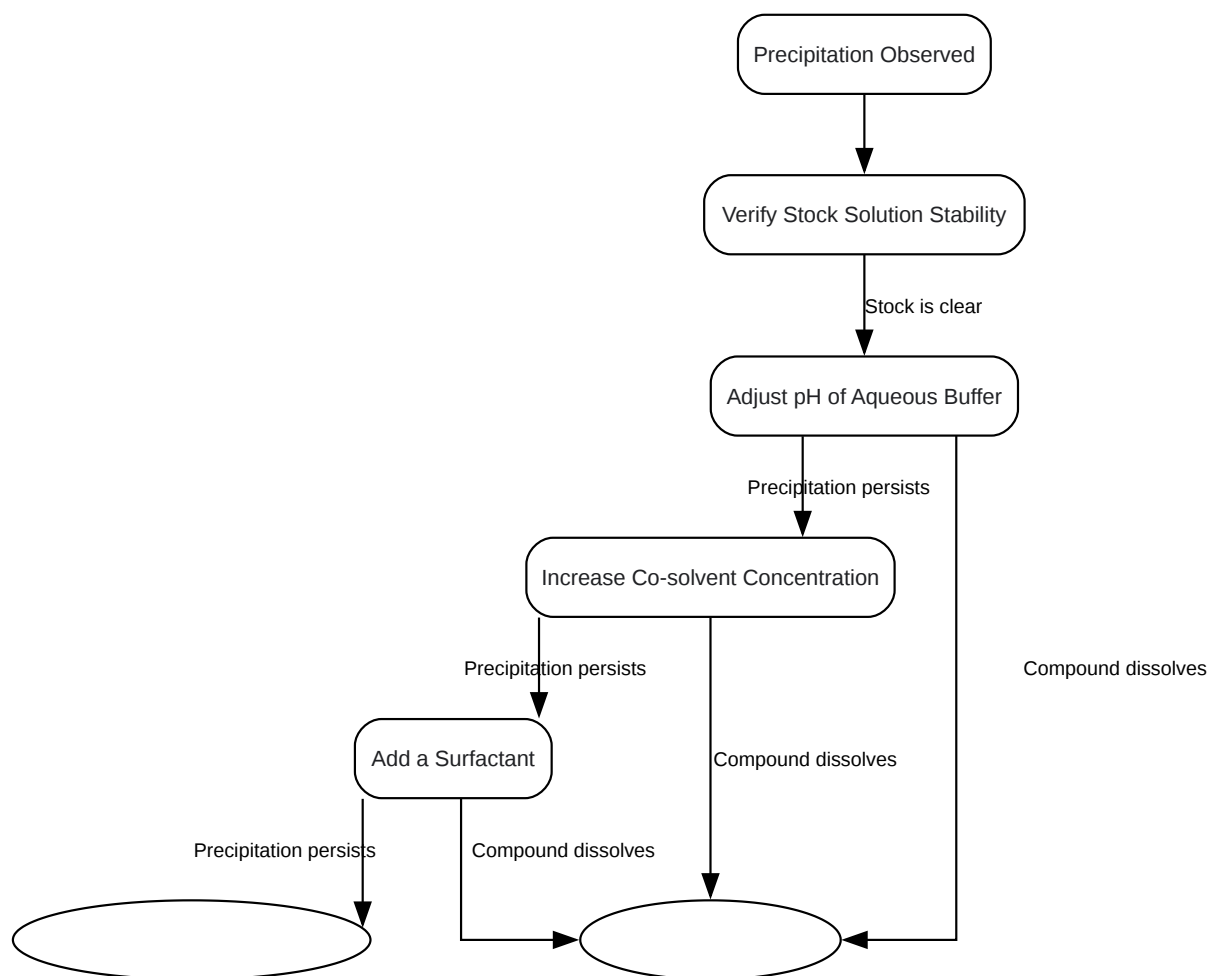 Precipitation Observed
Verify Stock Solution Stability
Stock is clear
Adjust pH of Aqueous Buffer
Precipitation persists
Increase Co-solvent Concentration
Precipitation persists
Compound dissolves
Add a Surfactant
Compound dissolves
Precipitation persists
Compound dissolves